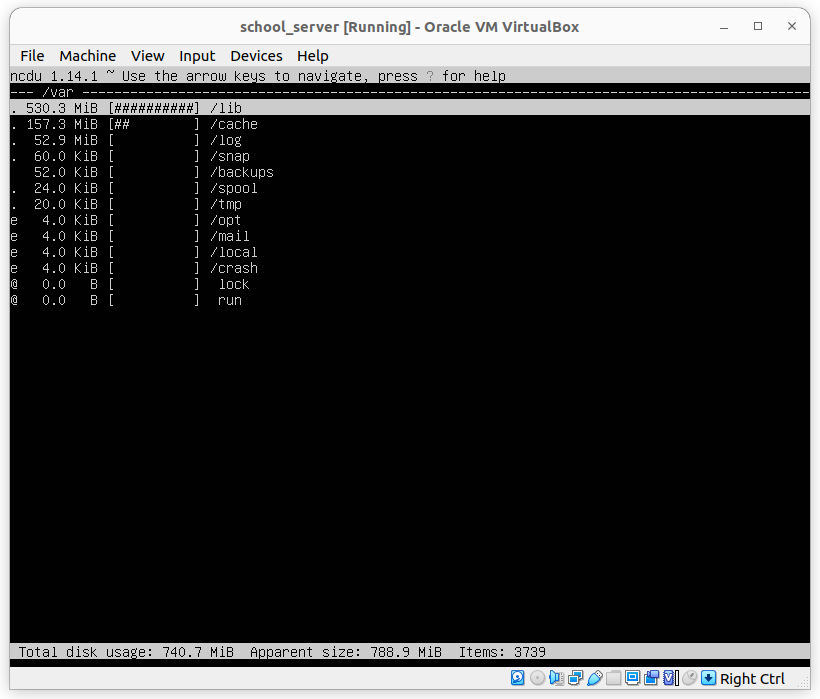 school_server [Running] - Oracle VM VirtualBox
File Machine View Input Devices Help
ncdu 1.14.1 ~ Use the arrow keys to navigate, press ? for help
--- /var ------------------------------------------------------------------------------------------
. 530.3 MiB [##########] /lib
. 157.3 MiB [##        ] /cache
.  52.9 MiB [          ] /log
.  60.0 KiB [          ] /snap
   52.0 KiB [          ] /backups
.  24.0 KiB [          ] /spool
.  20.0 KiB [          ] /tmp
e   4.0 KiB [          ] /opt
e   4.0 KiB [          ] /mail
e   4.0 KiB [          ] /local
e   4.0 KiB [          ] /crash
@   0.0   B [          ]  lock
@   0.0   B [          ]  run
Total disk usage: 740.7 MiB  Apparent size: 788.9 MiB  Items: 3739
Right Ctrl